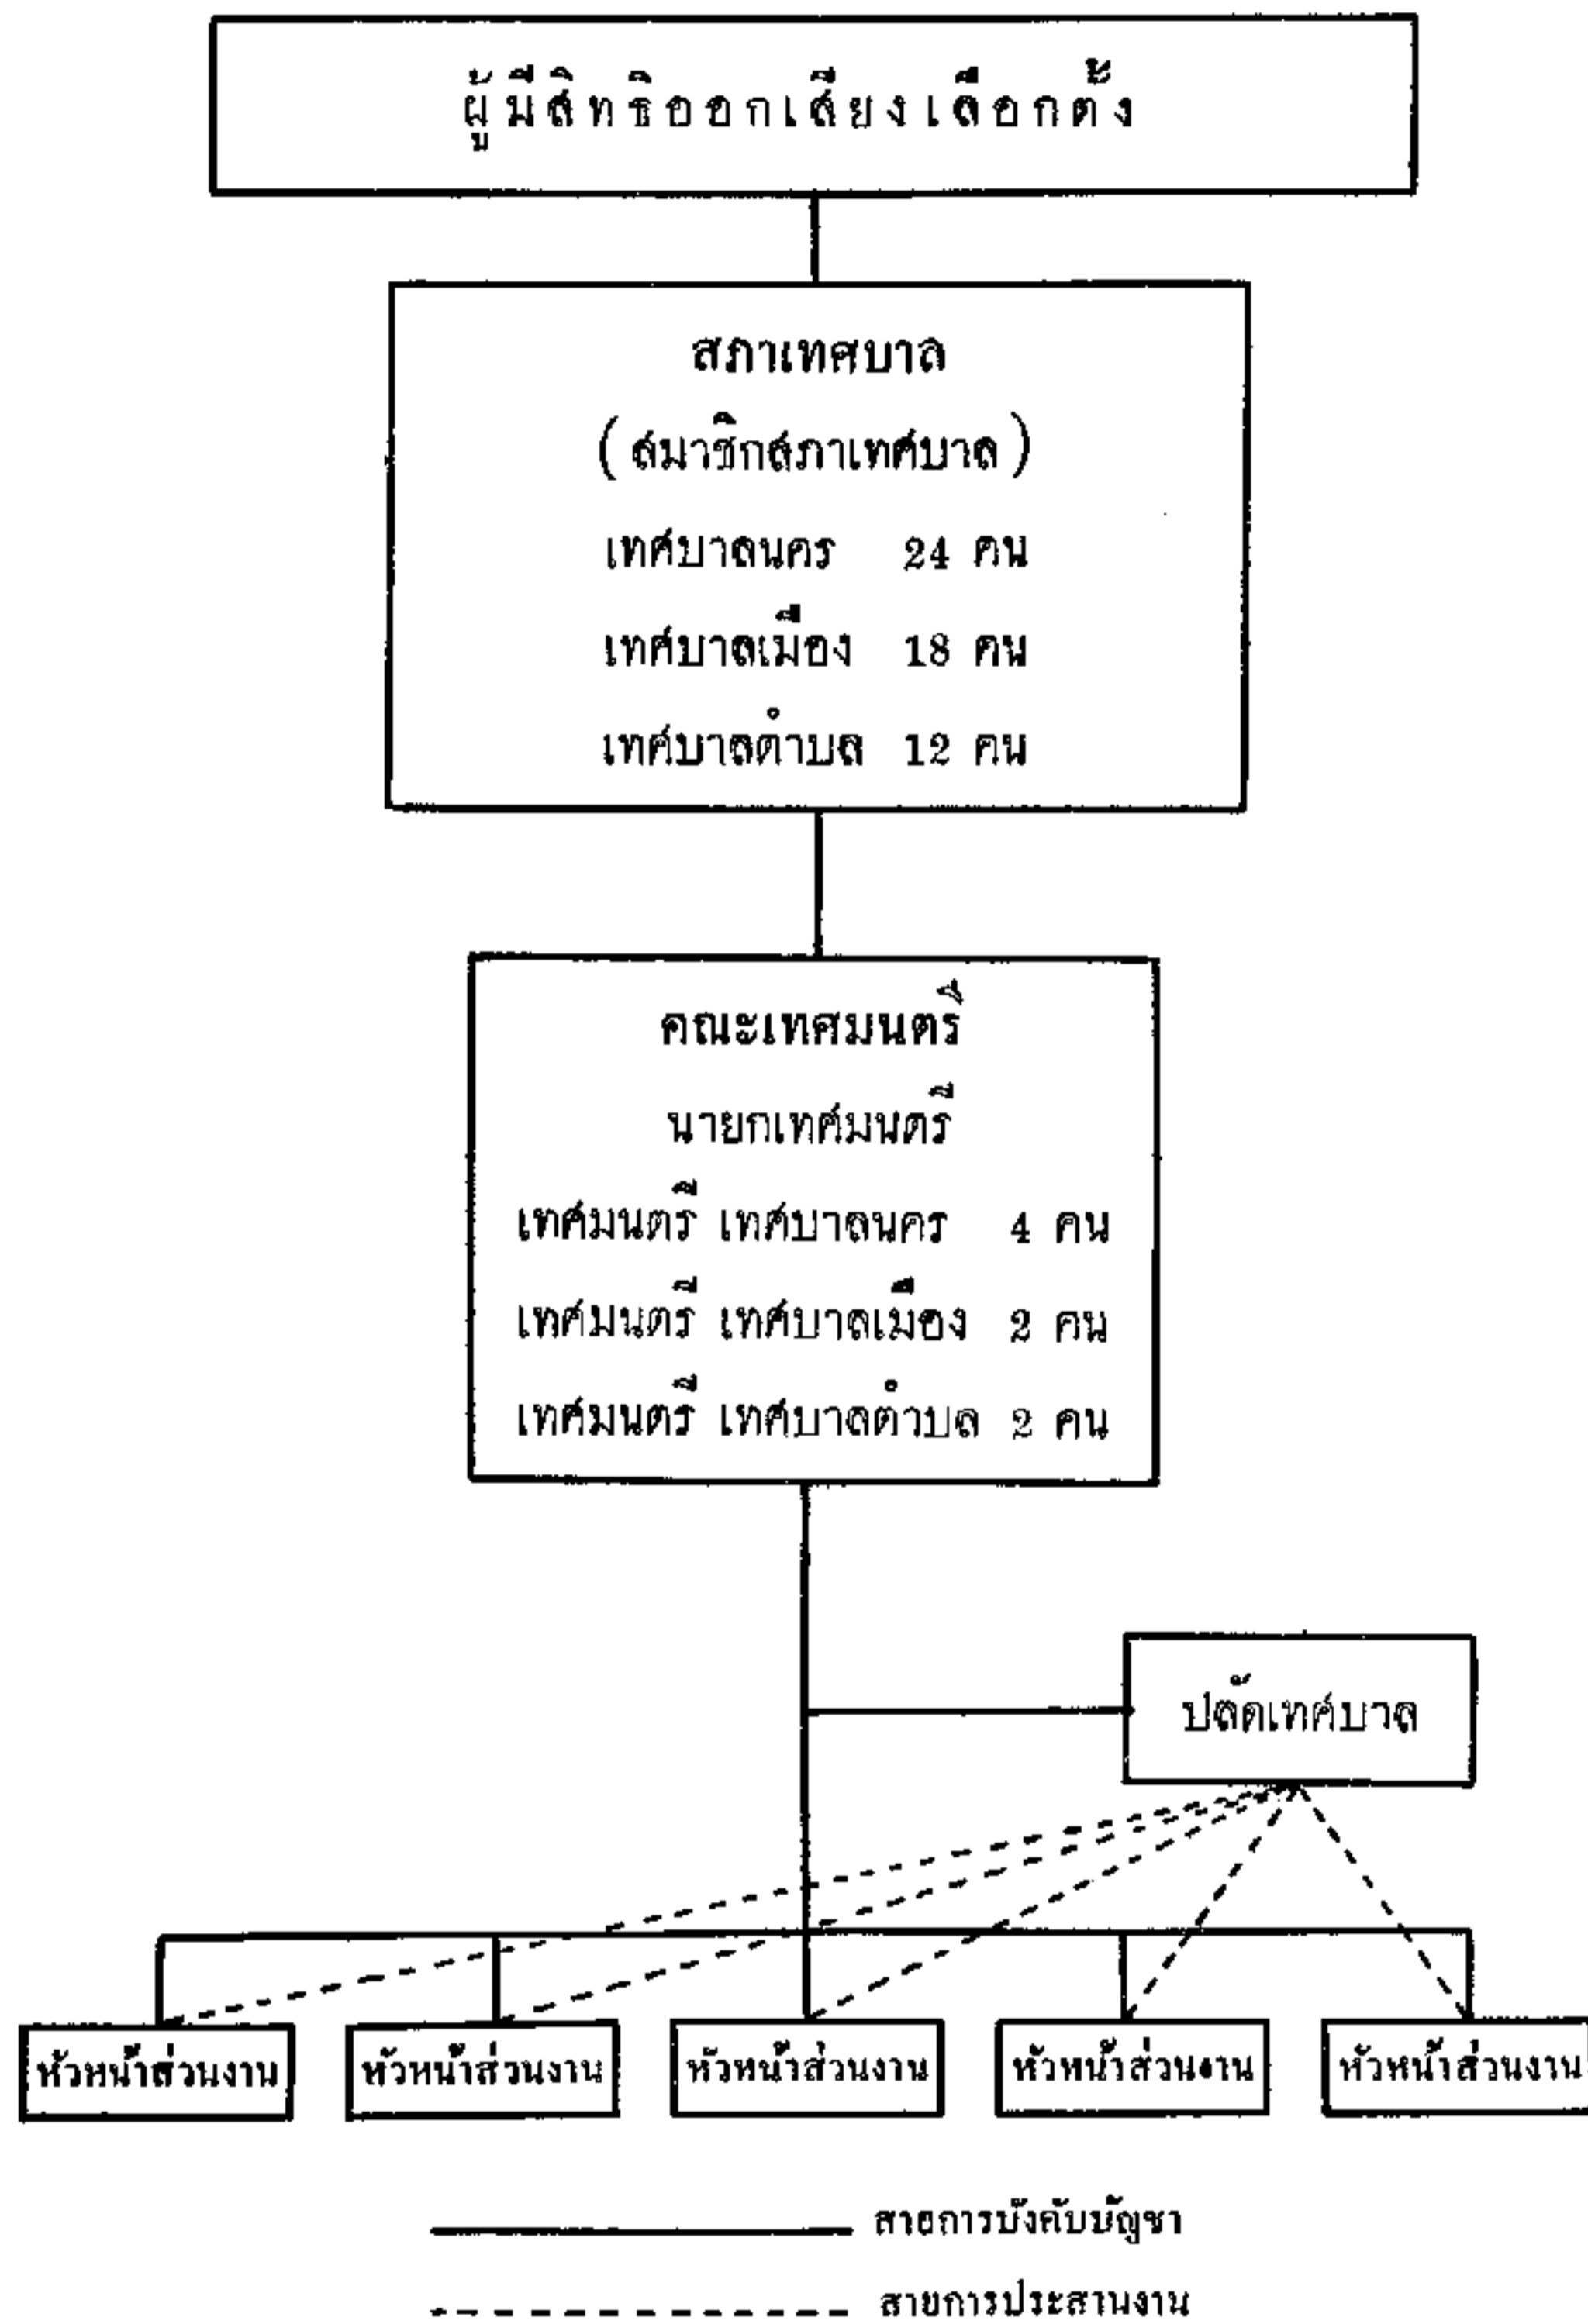 ผู้มีสิทธิออกเสียงเลือกตั้ง
สภาเทศบาล
(สมาชิกสภาเทศบาล)
เทศบาลนคร 24 คน
เทศบาลเมือง 18 คน
เทศบาลตำบล 12 คน
คณะเทศมนตรี
นายกเทศมนตรี
เทศมนตรี เทศบาลนคร 4 คน
เทศมนตรี เทศบาลเมือง 2 คน
เทศมนตรี เทศบาลตำบล 2 คน
ปลัดเทศบาล
หัวหน้าส่วนงาน หัวหน้าส่วนงาน หัวหน้าส่วนงาน หัวหน้าส่วนงาน หัวหน้าส่วนงาน
สายการบังคับบัญชา
สายการประสานงาน